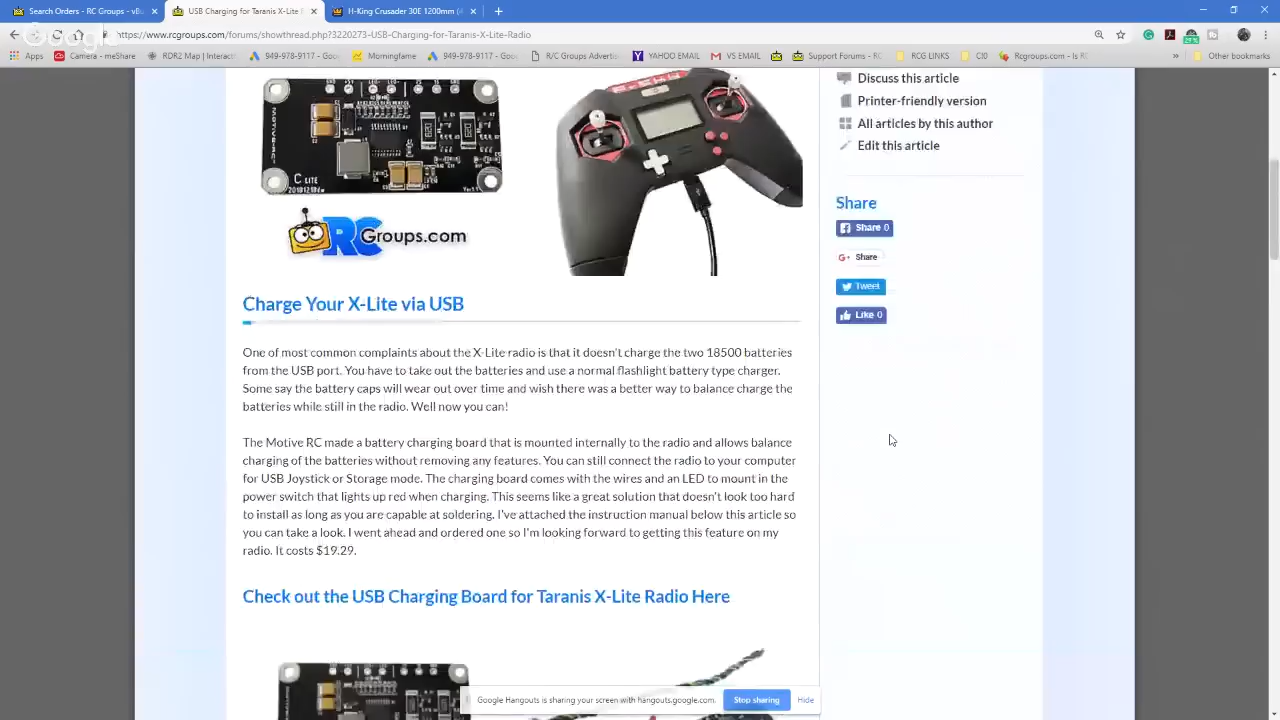 Search Orders - RC Groups - vBu
USB Charging for Taranis X-Lite R
H-King Crusader 30E 1200mm (4
Google
https://www.rcgroups.com/forums/showthread.php?3220273-USB-Charging-for-Taranis-X-Lite-Radio
Apps
Camera - meShare
RDR2 Map | Interact
949-978-9117 - Goo
Morningfame
949-978-9117 - Goo
R/C Groups Adverti
YAHOO EMAIL
VS EMAIL
Support Forums - RC
RC LINKS
C10
Rcgroups.com - Is RC
»
Other bookmarks
C LITE
RCGroups.com
Discuss this article
Printer-friendly version
All articles by this author
Edit this article
Share
Share 0
G+ Share
Tweet
Like 0
Charge Your X-Lite via USB
One of most common complaints about the X-Lite radio is that it doesn't charge the two 18500 batteries
from the USB port. You have to take out the batteries and use a normal flashlight battery type charger.
Some say the battery caps will wear out over time and wish there was a better way to balance charge the
batteries while still in the radio. Well now you can!
The Motive RC made a battery charging board that is mounted internally to the radio and allows balance
charging of the batteries without removing any features. You can still connect the radio to your computer
for USB Joystick or Storage mode. The charging board comes with the wires and an LED to mount in the
power switch that lights up red when charging. This seems like a great solution that doesn't look too hard
to install as long as you are capable at soldering. I've attached the instruction manual below this article so
you can take a look. I went ahead and ordered one so I'm looking forward to getting this feature on my
radio. It costs $19.29.
Check out the USB Charging Board for Taranis X-Lite Radio Here
Google Hangouts is sharing your screen with hangouts.google.com.
Stop sharing
Hide